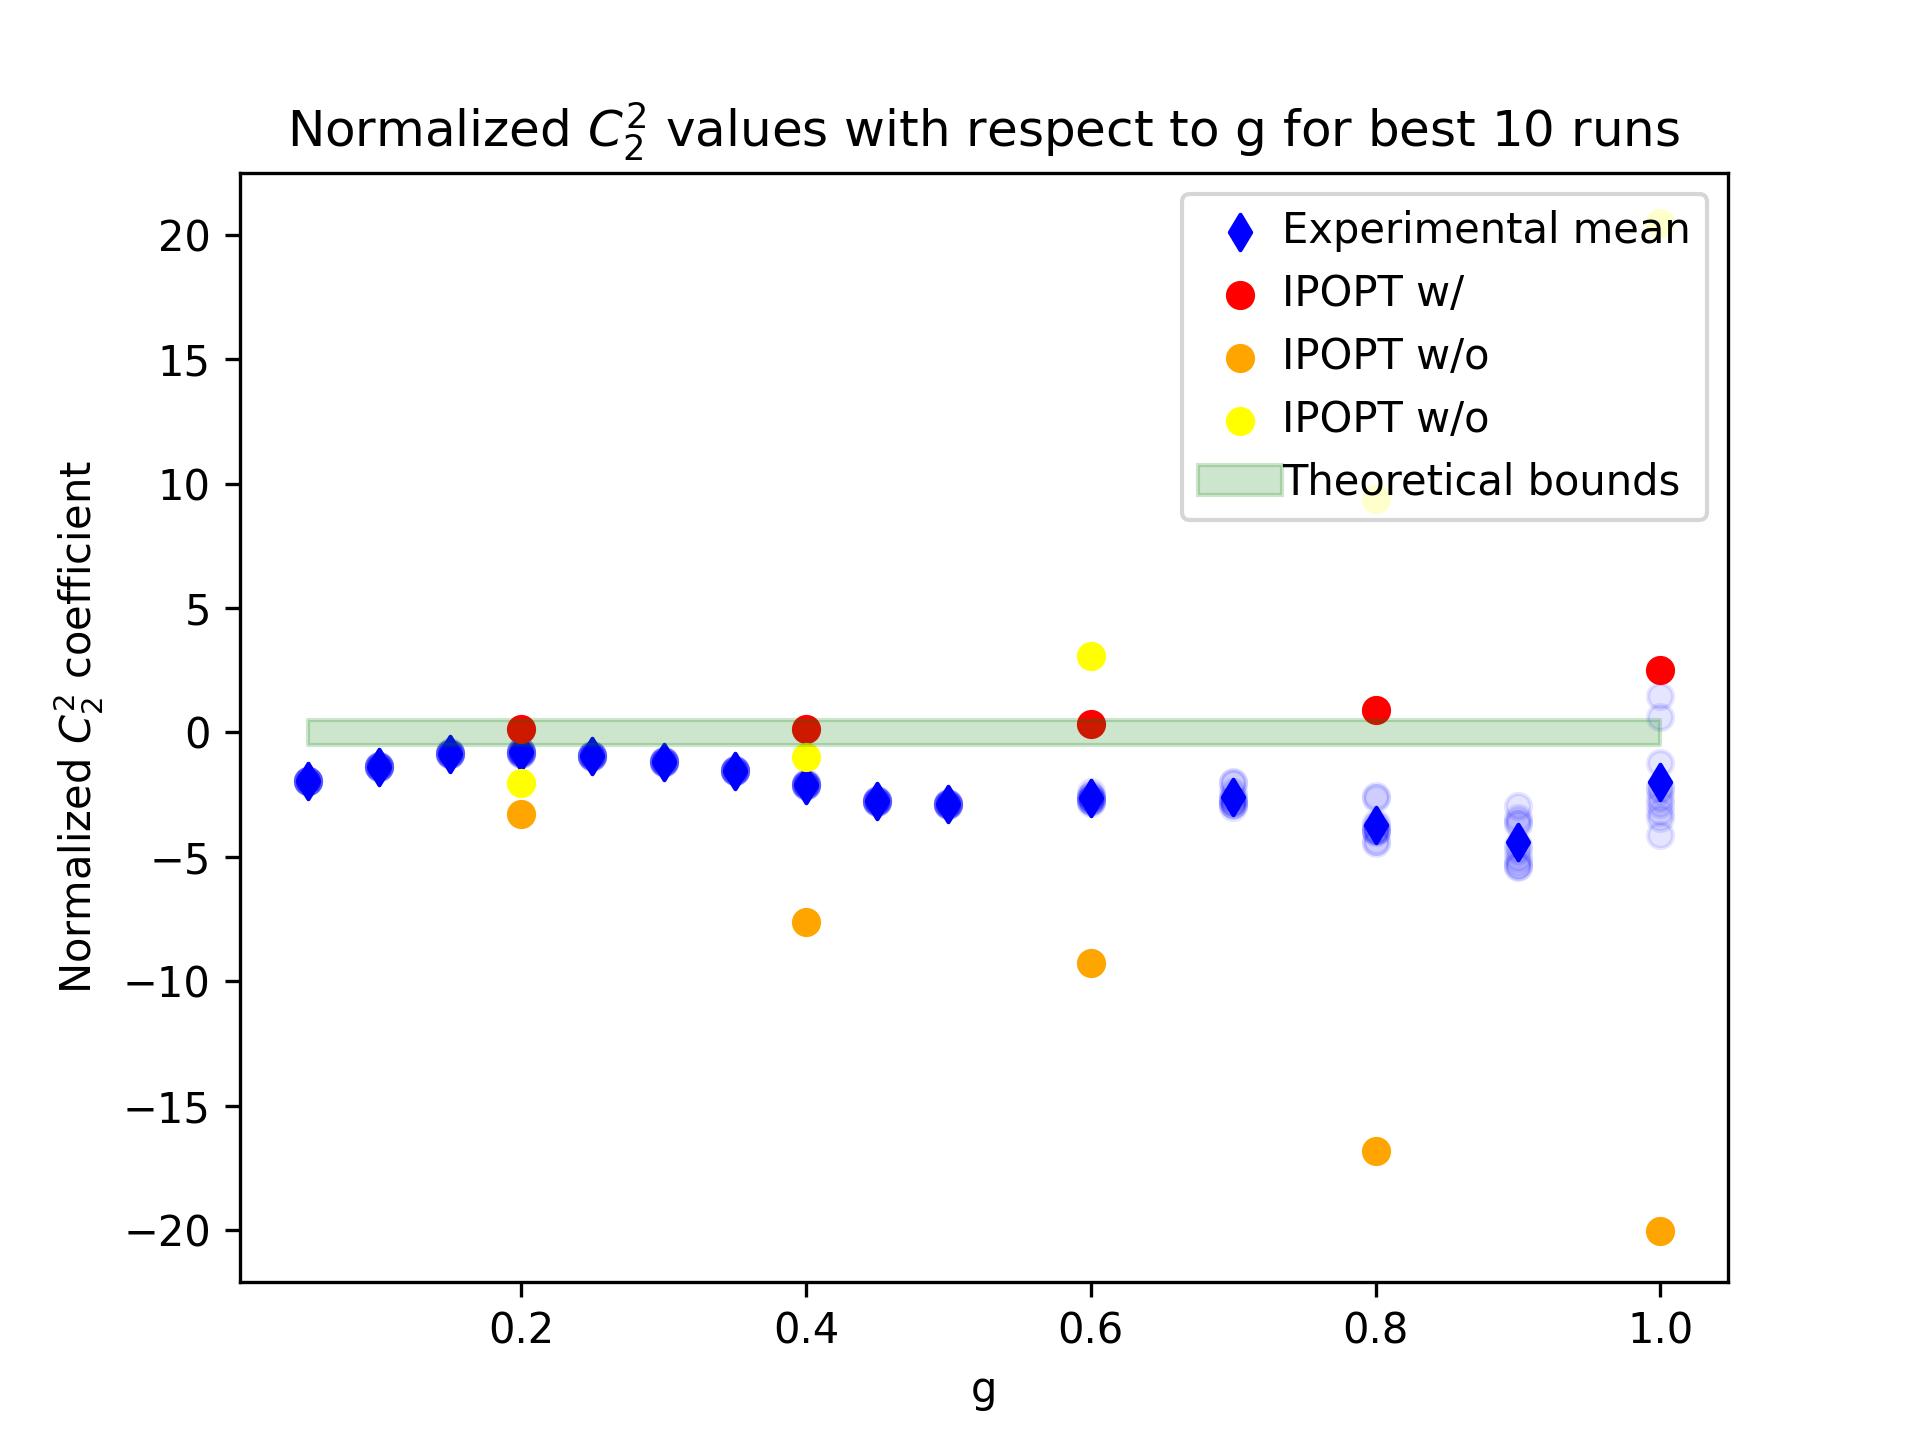 Normalized $C_2^2$ values with respect to g for best 10 runs
Experimental mean
IPOPT w/
IPOPT w/o
IPOPT w/o
Theoretical bounds
Normalized $C_2^2$ coefficient
20
15
10
5
0
−5
−10
−15
−20
0.2 0.4 0.6 0.8 1.0
g